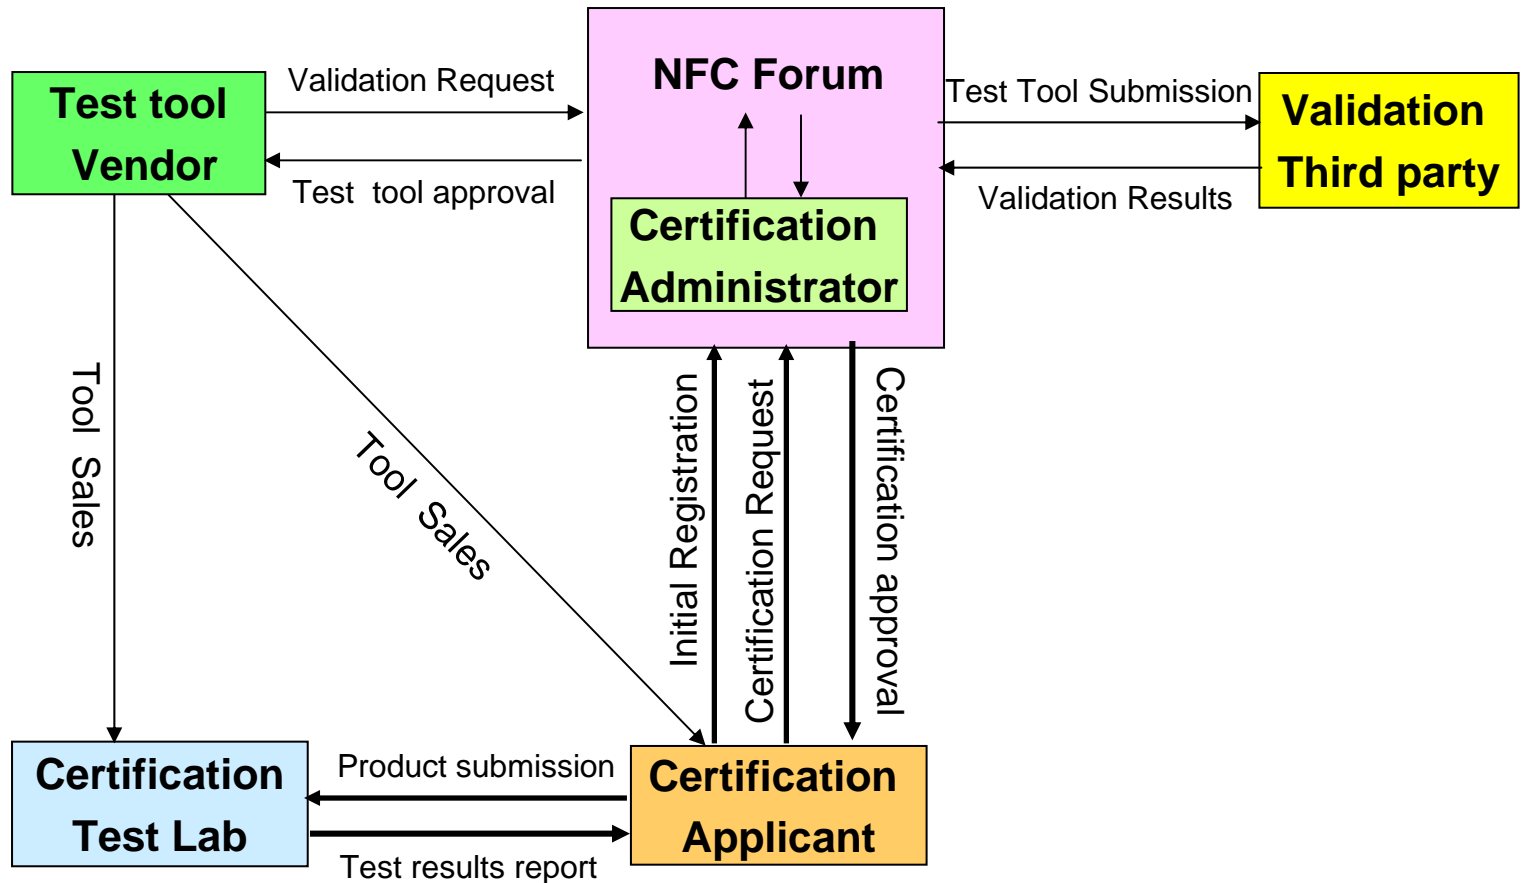 Test tool
Vendor
Validation Request
Test  tool approval
NFC Forum
Certification
Administrator
Test Tool Submission
Validation Results
Validation
Third party
Tool  Sales
Tool  Sales
Initial Registration
Certification Request
Certification approval
Certification
Test Lab
Product submission
Test results report
Certification
Applicant